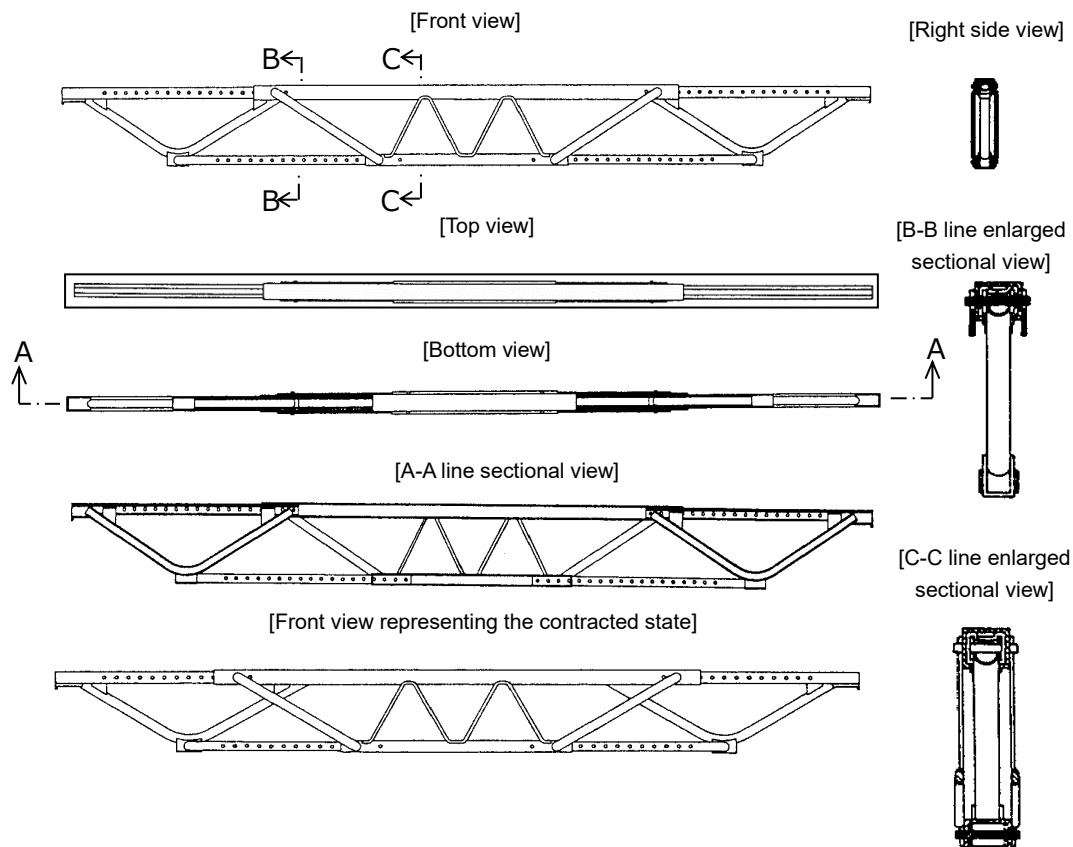 [Front view]
[Right side view]
B
C
B
C
[Top view]
[B-B line enlarged
sectional view]
[Bottom view]
A
A
[A-A line sectional view]
[C-C line enlarged
sectional view]
[Front view representing the contracted state]